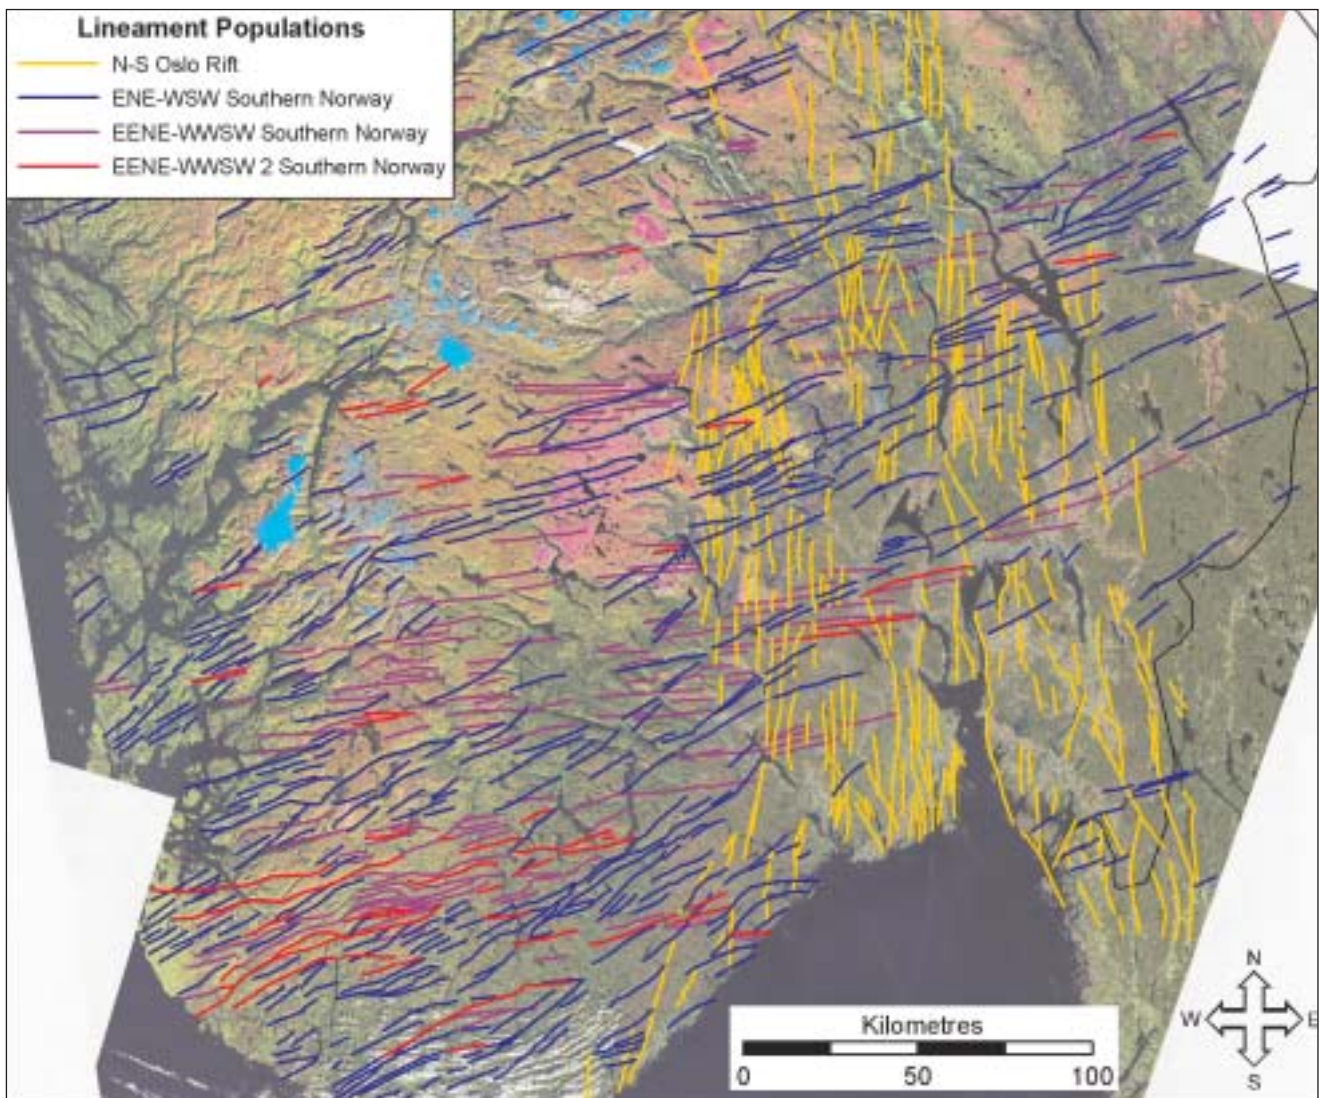 Lineament Populations
N-S Oslo Rift
ENE-WSW Southern Norway
EENE-WWSW Southern Norway
EENE-WWSW 2 Southern Norway
N
W E
S
Kilometres
0 50 100